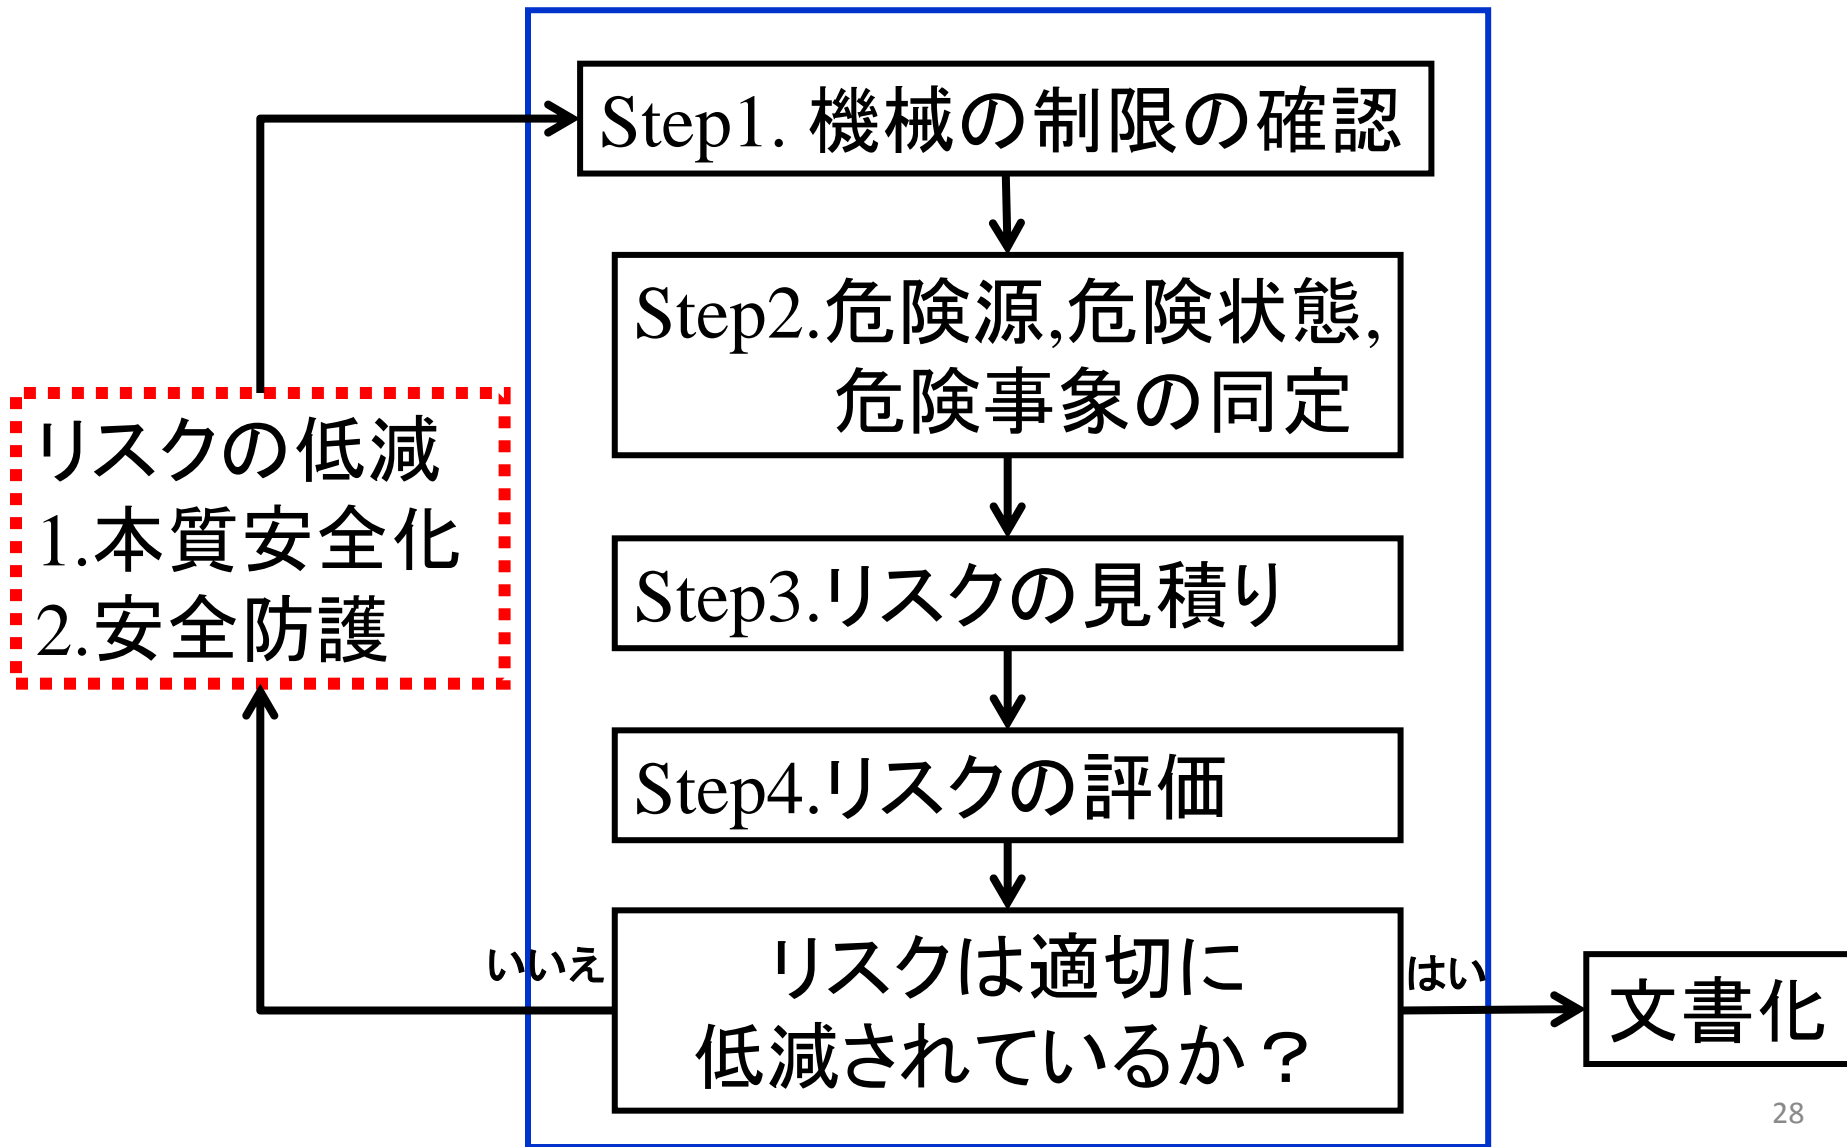 Step1. 機械の制限の確認
Step2.危険源,危険状態,
危険事象の同定
リスクの低減
1.本質安全化
2.安全防護
Step3.リスクの見積り
Step4.リスクの評価
いいえ
リスクは適切に
低減されているか？
はい
文書化
28